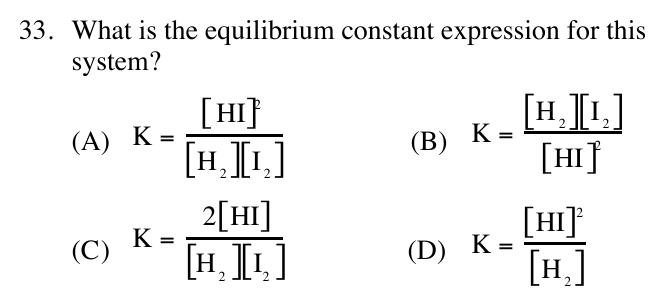 33. What is the equilibrium constant expression for this
system?
(A) K = [HI]² / [H₂][I₂]
(B) K = [H₂][I₂] / [HI]²
(C) K = 2[HI] / [H₂][I₂]
(D) K = [HI]² / [H₂]